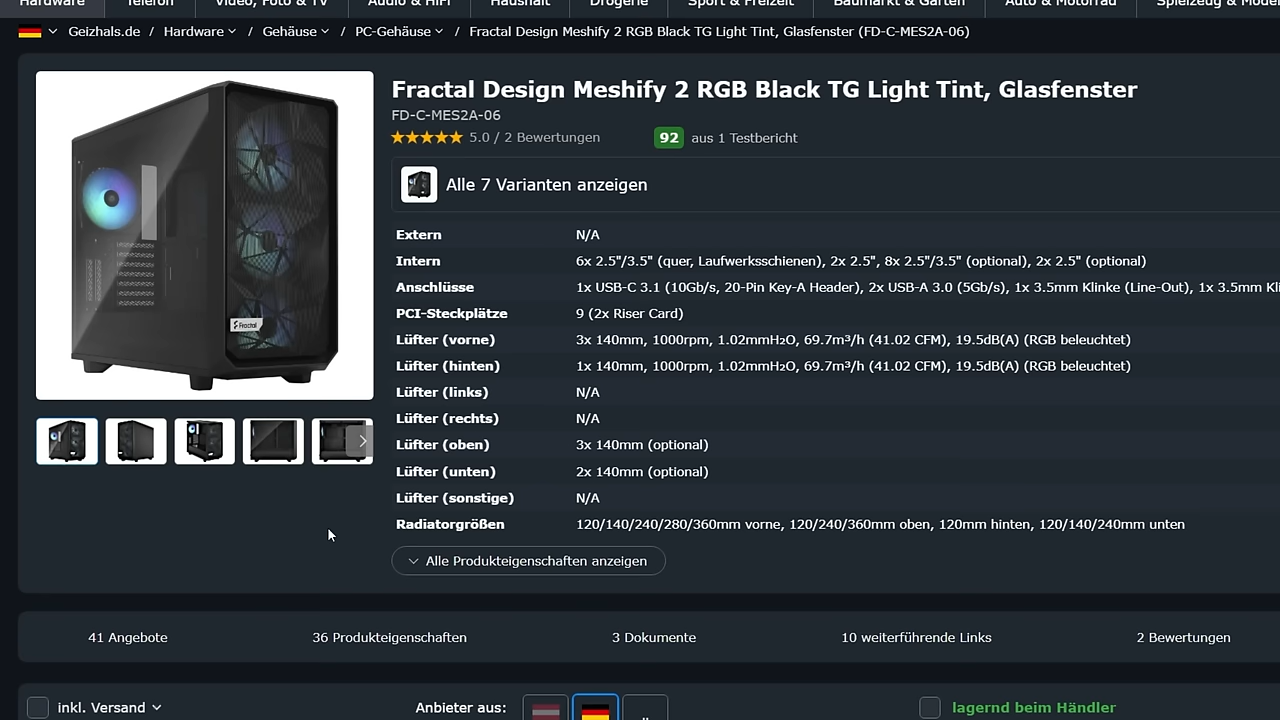 Hardware Telefon Video, Foto & TV Audio & HiFi Haushalt Drogerie Sport & Freizeit Baumarkt & Garten Auto & Motorrad Spielzeug &
Geizhals.de / Hardware / Gehäuse / PC-Gehäuse / Fractal Design Meshify 2 RGB Black TG Light Tint, Glasfenster (FD-C-MES2A-06)
Fractal Design Meshify 2 RGB Black TG Light Tint, Glasfenster
FD-C-MES2A-06
5.0 / 2 Bewertungen 92 aus 1 Testbericht
Alle 7 Varianten anzeigen
Extern N/A
Intern 6x 2.5"/3.5" (quer, Laufwerksschienen), 2x 2.5", 8x 2.5"/3.5" (optional), 2x 2.5" (optional)
Anschlüsse 1x USB-C 3.1 (10Gb/s, 20-Pin Key-A Header), 2x USB-A 3.0 (5Gb/s), 1x 3.5mm Klinke (Line-Out), 1x 3.5mm
PCI-Steckplätze 9 (2x Riser Card)
Lüfter (vorne) 3x 140mm, 1000rpm, 1.02mmH₂O, 69.7m³/h (41.02 CFM), 19.5dB(A) (RGB beleuchtet)
Lüfter (hinten) 1x 140mm, 1000rpm, 1.02mmH₂O, 69.7m³/h (41.02 CFM), 19.5dB(A) (RGB beleuchtet)
Lüfter (links) N/A
Lüfter (rechts) N/A
Lüfter (oben) 3x 140mm (optional)
Lüfter (unten) 2x 140mm (optional)
Lüfter (sonstige) N/A
Radiatorgrößen 120/140/240/280/360mm vorne, 120/240/360mm oben, 120mm hinten, 120/140/240mm unten
Alle Produkteigenschaften anzeigen
Fractal
41 Angebote 36 Produkteigenschaften 3 Dokumente 10 weiterführende Links 2 Bewertungen
inkl. Versand Anbieter aus: lagernd beim Händler